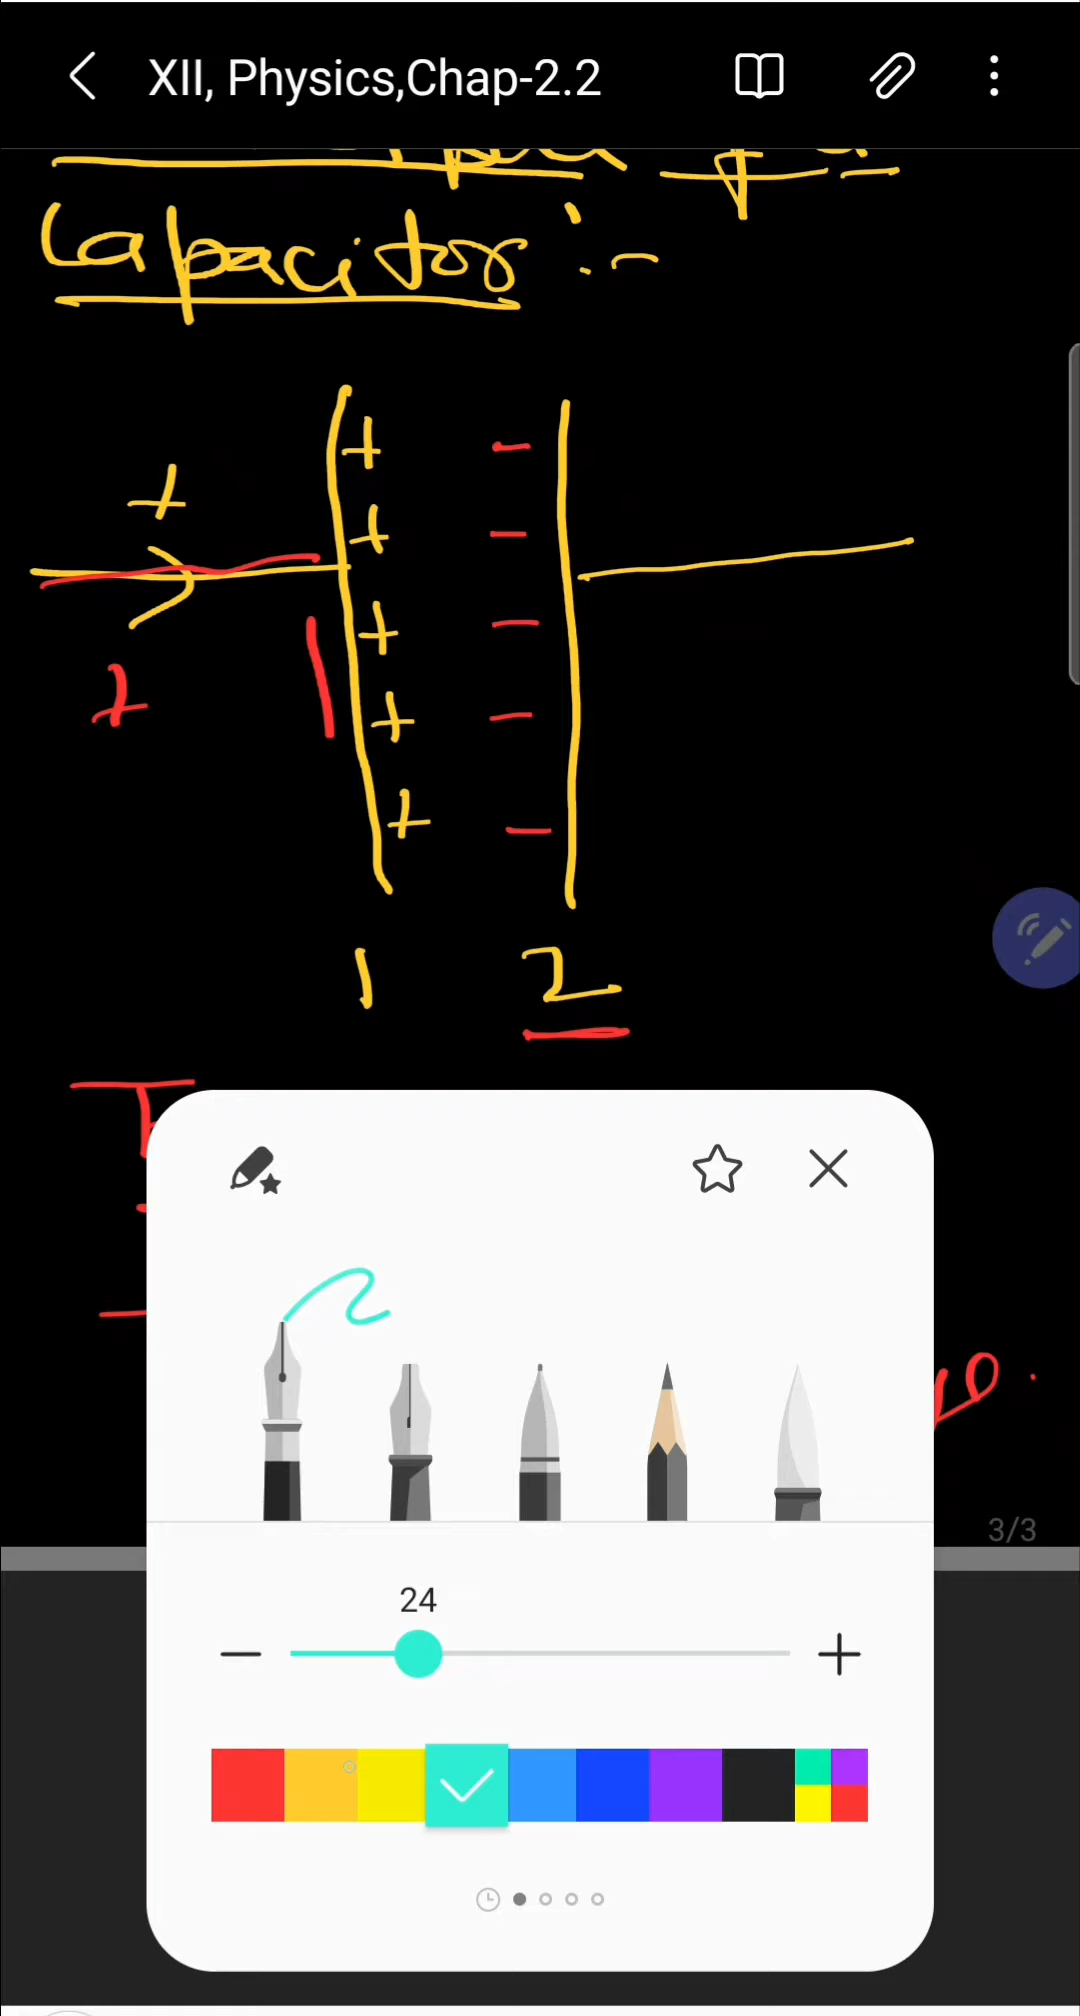 XII, Physics,Chap-2.2
Capacitor :-
+ + -
+ -
+ + -
+ -
+ -
1 2
3/3
24